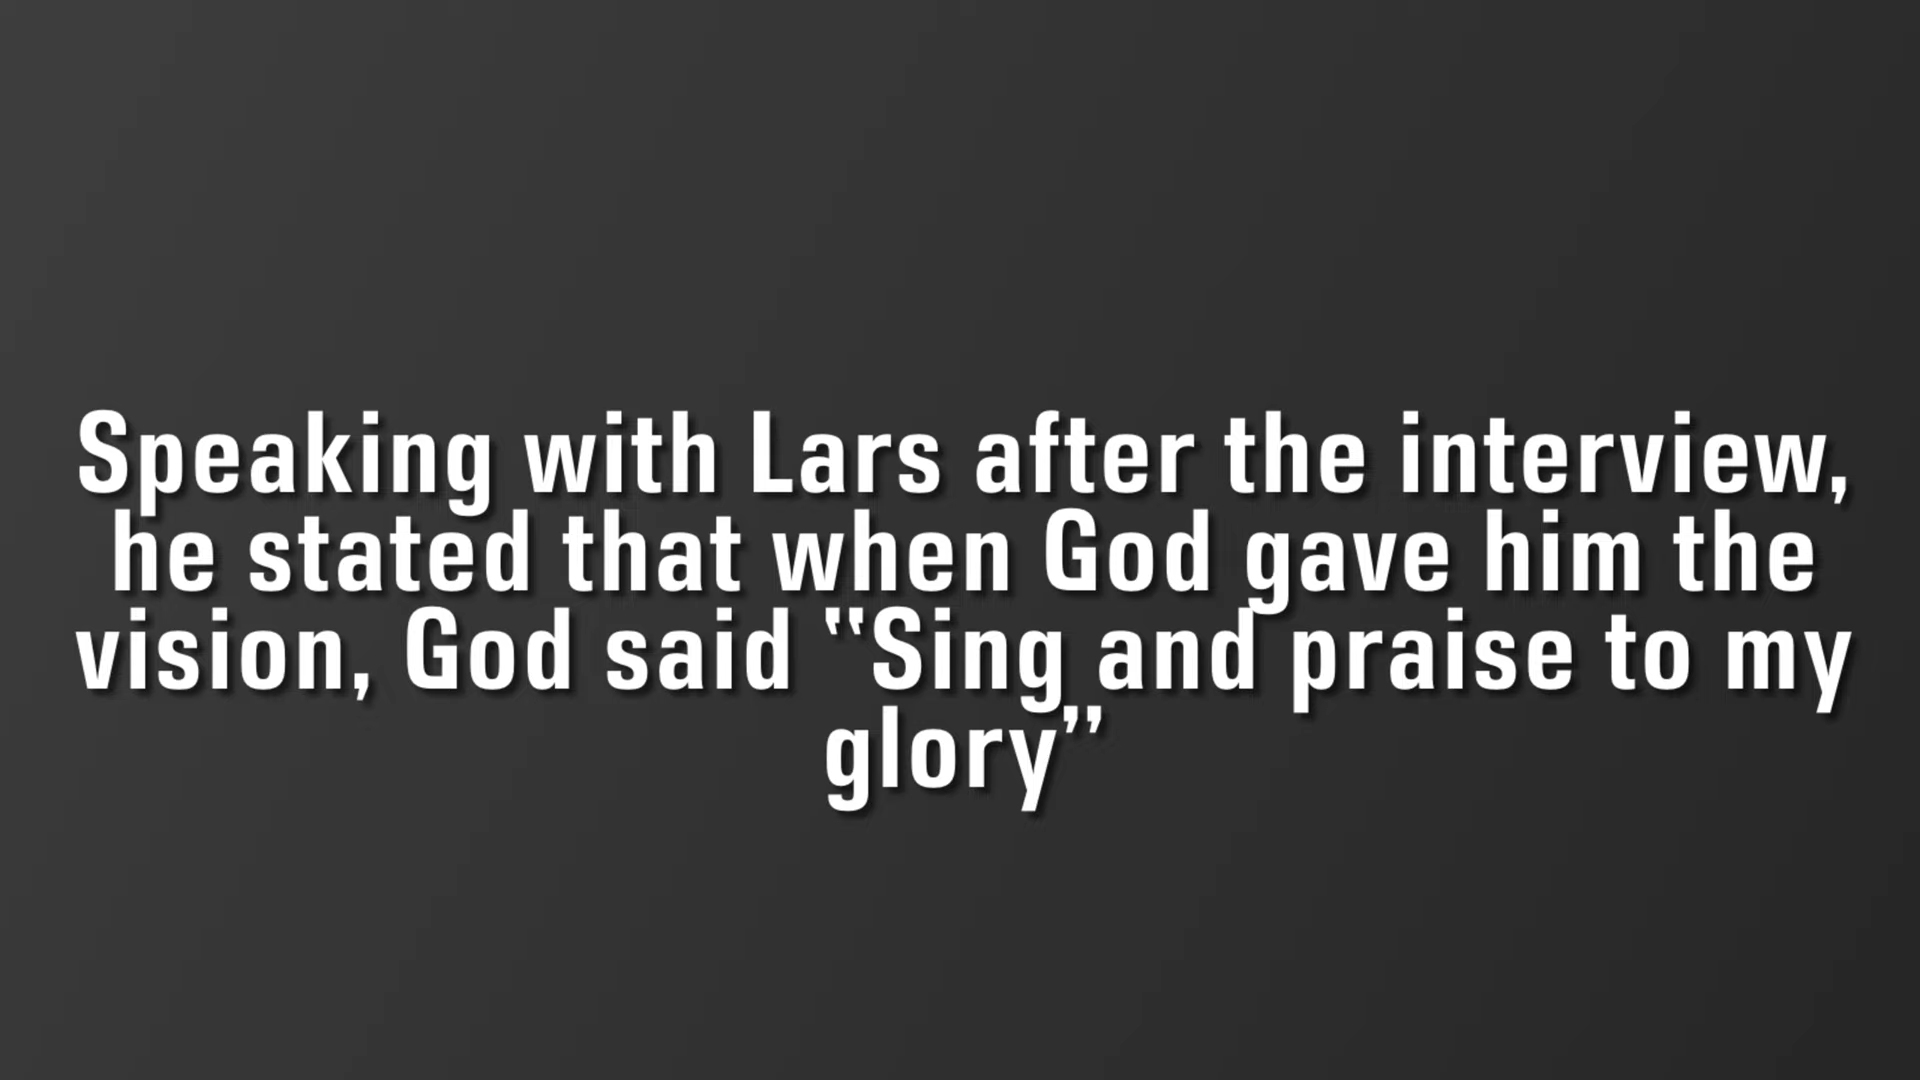 Speaking with Lars after the interview,
he stated that when God gave him the
vision, God said "Sing and praise to my
glory”